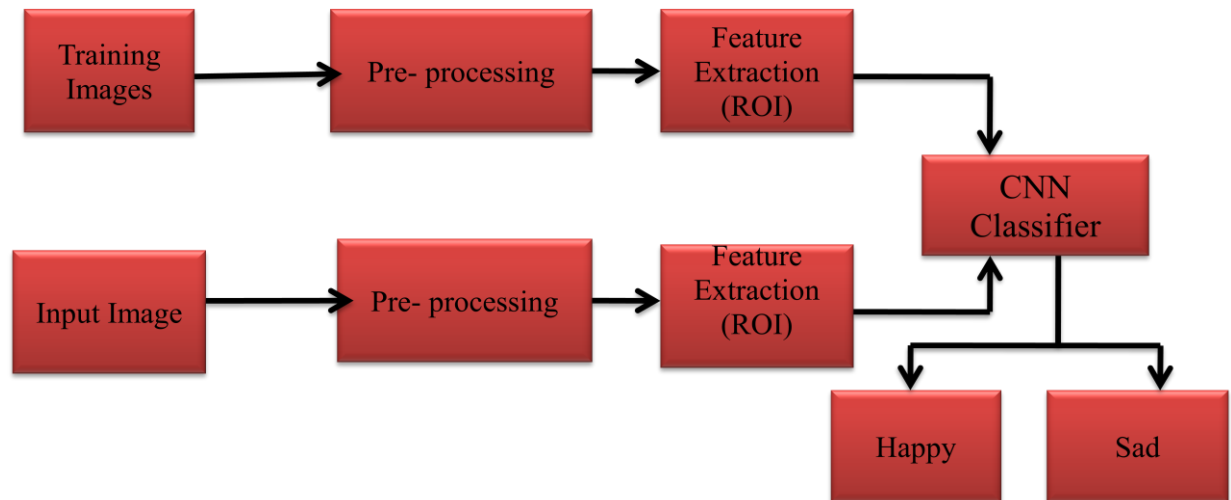 Training
Images
Pre- processing
Feature
Extraction
(ROI)
CNN
Classifier
Input Image
Pre- processing
Feature
Extraction
(ROI)
Happy
Sad